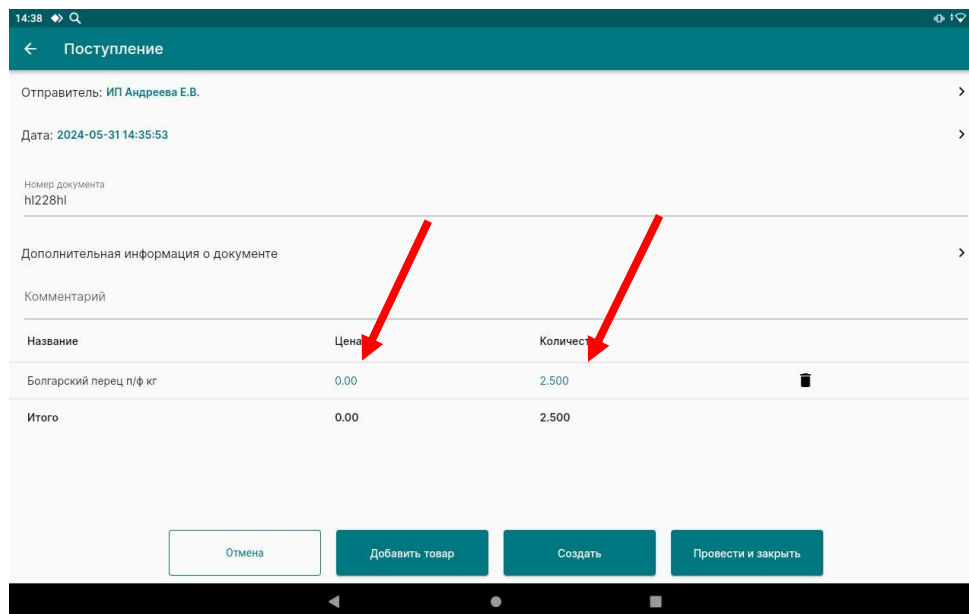 14:38
Поступление
Отправитель: ИП Андреева Е.В.
Дата: 2024-05-31 14:35:53
Номер документа
hl228hl
Дополнительная информация о документе
Комментарий
Название Цена Количест
Болгарский перец п/ф кг 0.00 2.500
Итого 0.00 2.500
Отмена Добавить товар Создать Провести и закрыть